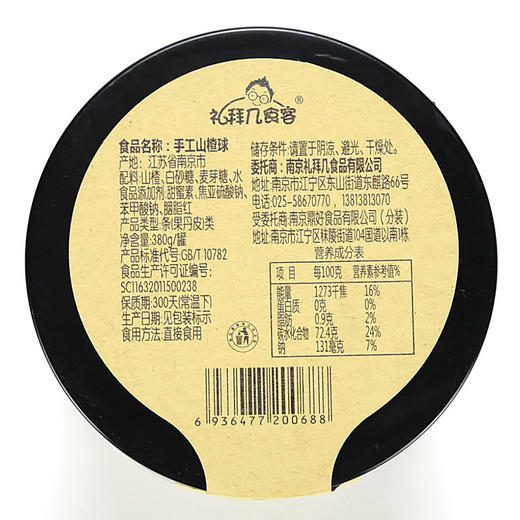 礼拜几食客®
食品名称：手工山楂球
产地：江苏省南京市
配料：山楂、白砂糖、麦芽糖、水
食品添加剂：甜蜜素、焦亚硫酸钠、
苯甲酸钠、胭脂红
产品类型：条(果丹皮)类
净含量：380g/罐
产品标准代号：GB/T 10782
食品生产许可证编号：
SC11632011500238
保质期：300天(常温下)
生产日期：见包装标示
食用方法：直接食用
储存条件：请置于阴凉、避光、干燥处。
委托商：南京礼拜几食品有限公司
地址：南京市江宁区东山街道东麒路66号
电话：025-58670770，13813813070
受委托商：南京鼎好食品有限公司（分装）
地址：南京市江宁区秣陵街道104国道以南1栋
营养成分表
项目 每100克 营养素参考值%
能量 1273千焦 16%
蛋白质 0克 0%
脂肪 0.9克 2%
碳水化合物 72.4克 24%
钠 131毫克 7%
6 936477 200688